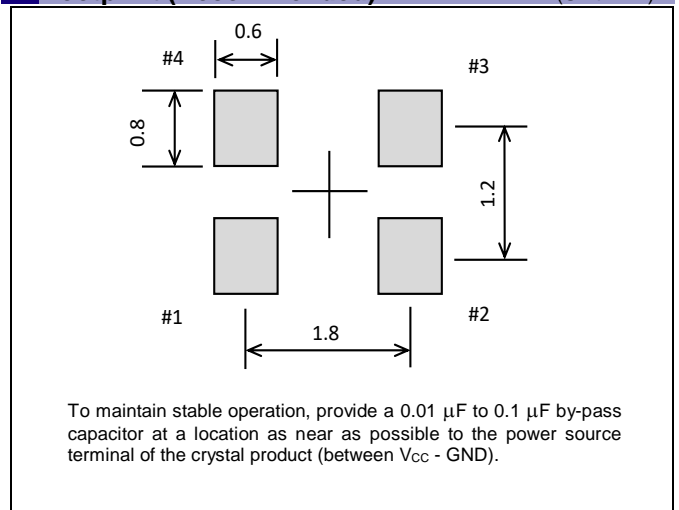 0.6
#4
#3
0.8
1.2
#1
#2
1.8
To maintain stable operation, provide a 0.01 μF to 0.1 μF by-pass
capacitor at a location as near as possible to the power source
terminal of the crystal product (between VCC - GND).